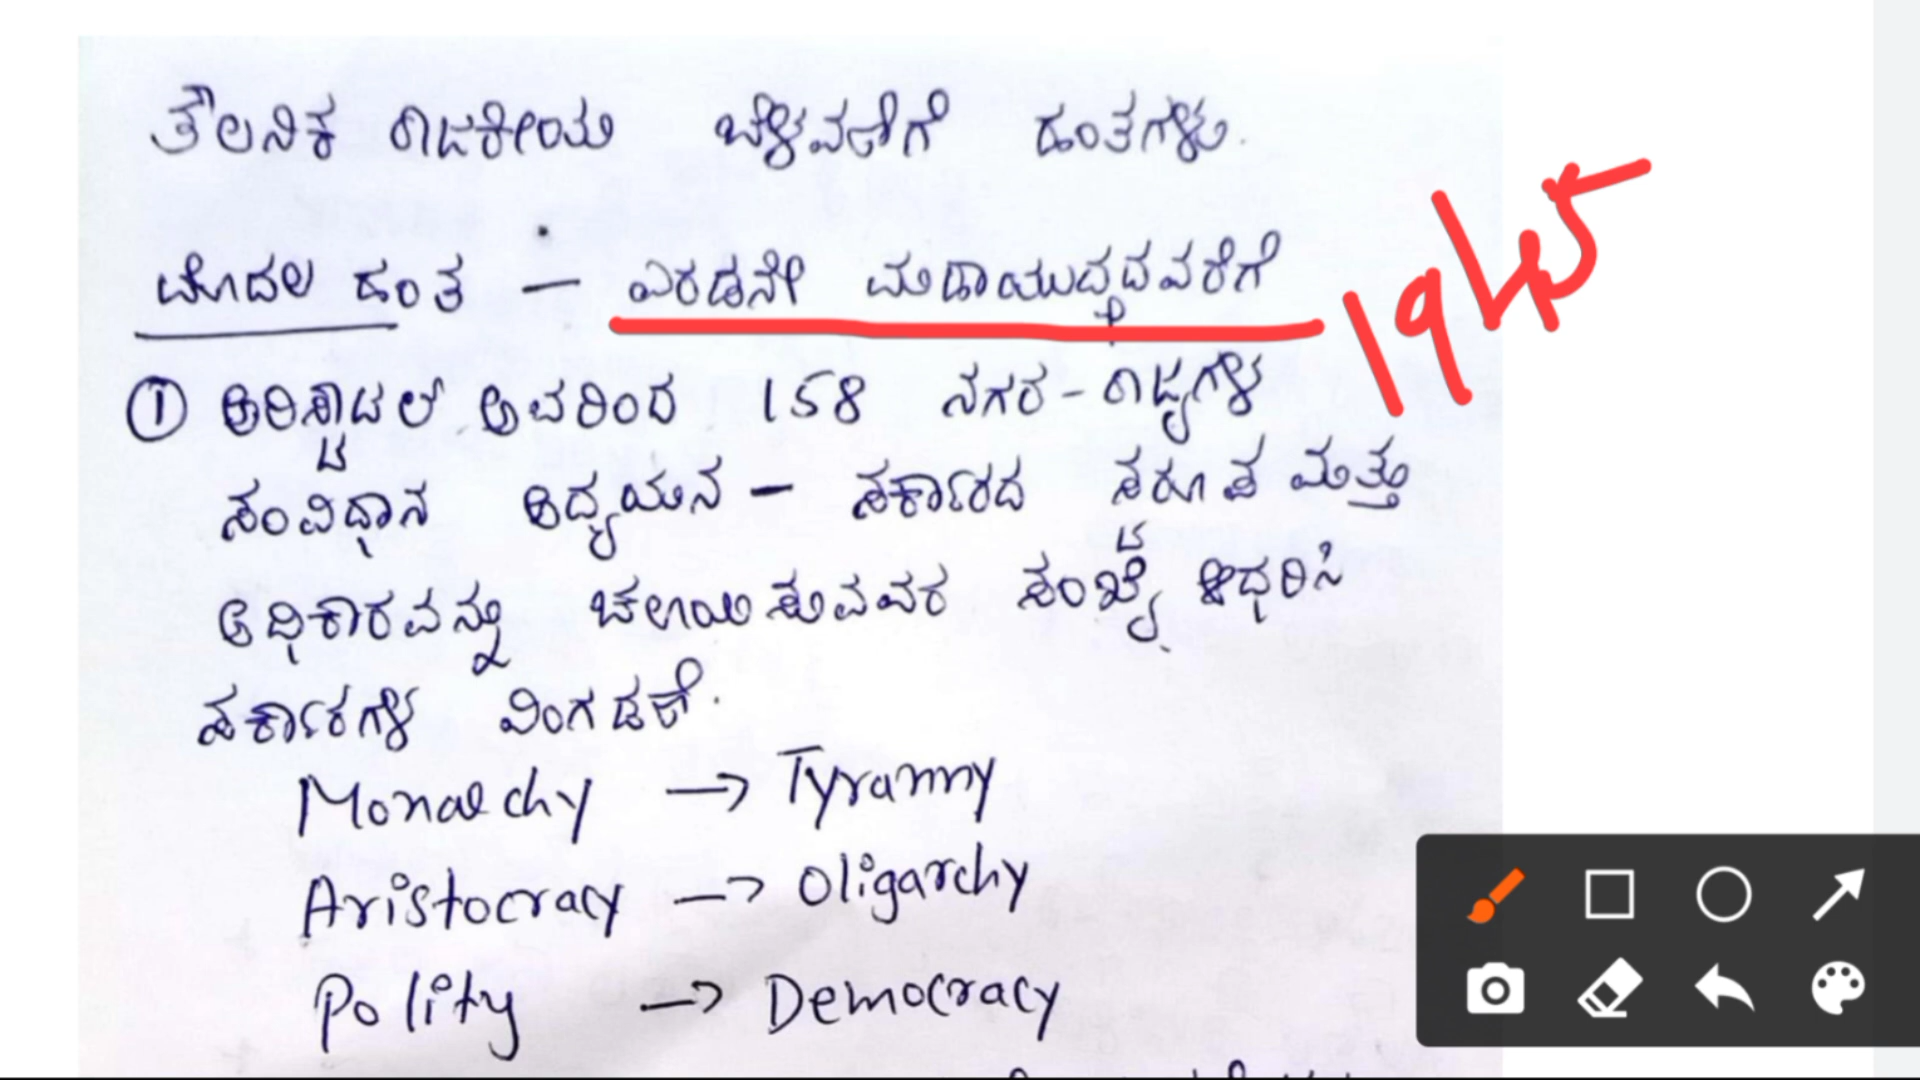 ತೌಲನಿಕ ರಾಜಕೀಯ ಬೆಳವಣಿಗೆ ಹಂತಗಳು.
ಮೊದಲ ಹಂತ — ಎರಡನೇ ಮಹಾಯುದ್ಧದವರೆಗೆ 1945
① ಅರಿಸ್ಟಾಟಲ್ ಅವರಿಂದ 158 ನಗರ - ರಾಜ್ಯಗಳ
ಸಂವಿಧಾನ ಅಧ್ಯಯನ — ಸರ್ಕಾರದ ಸ್ವರೂಪ ಮತ್ತು
ಅಧಿಕಾರವನ್ನು ಚಲಾಯಿಸುವವರ ಸಂಖ್ಯೆ ಆಧರಿಸಿ
ಸರ್ಕಾರಗಳ ವಿಂಗಡಣೆ.
Monarchy → Tyranny
Aristocracy → Oligarchy
Polity → Democracy